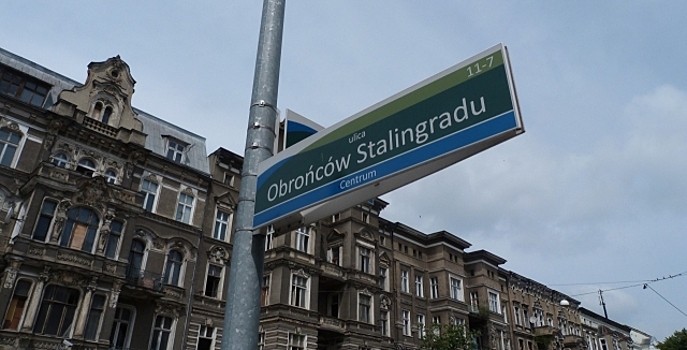 11-7
ulica
Obrońców Stalingradu
Centrum